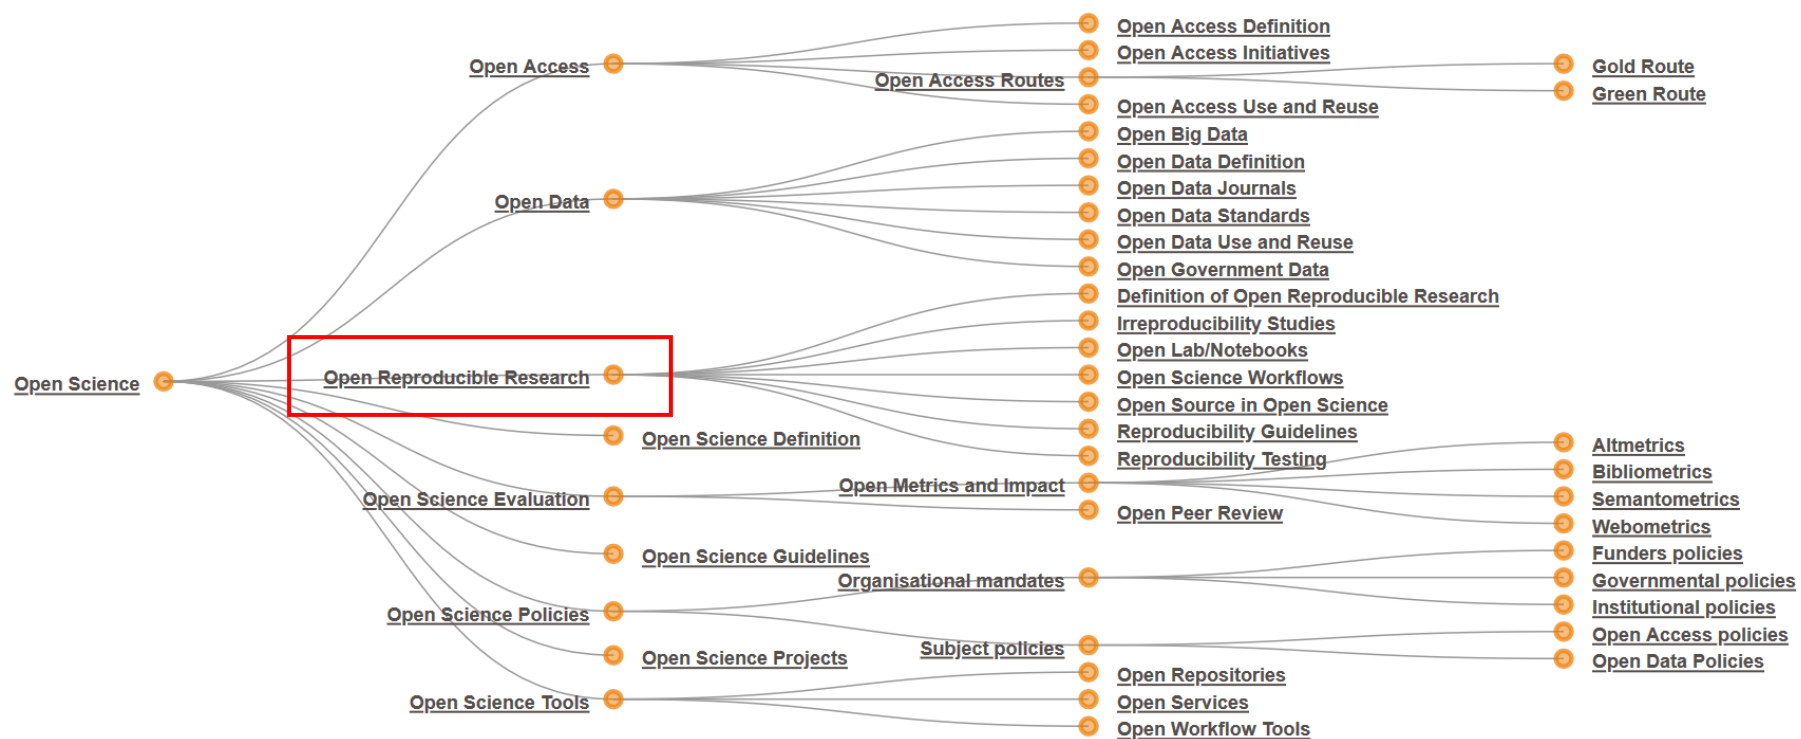 Open Science
Open Access
Open Access Definition
Open Access Initiatives
Open Access Routes
Gold Route
Green Route
Open Access Use and Reuse
Open Data
Open Big Data
Open Data Definition
Open Data Journals
Open Data Standards
Open Data Use and Reuse
Open Government Data
Open Reproducible Research
Definition of Open Reproducible Research
Irreproducibility Studies
Open Lab/Notebooks
Open Science Workflows
Open Source in Open Science
Reproducibility Guidelines
Reproducibility Testing
Open Science Definition
Open Science Evaluation
Open Metrics and Impact
Altmetrics
Bibliometrics
Semantometrics
Webometrics
Open Peer Review
Open Science Guidelines
Open Science Policies
Organisational mandates
Funders policies
Governmental policies
Institutional policies
Subject policies
Open Access policies
Open Data Policies
Open Science Projects
Open Science Tools
Open Repositories
Open Services
Open Workflow Tools